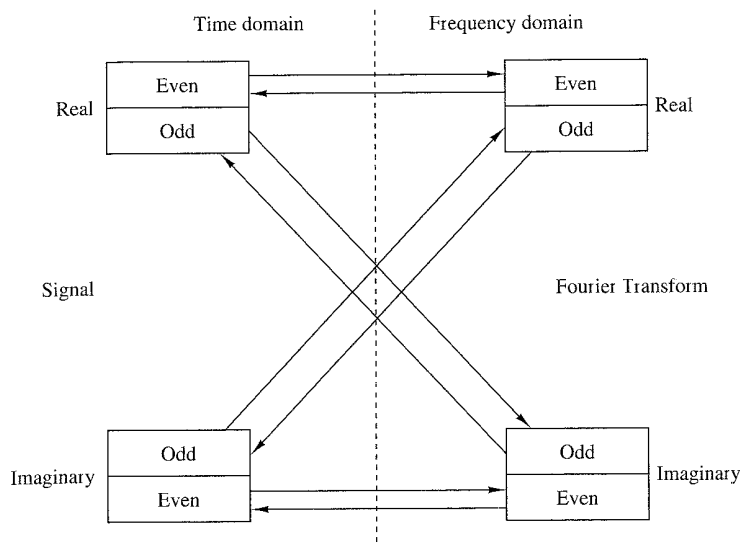 Time domain
Frequency domain
Real
Even
Odd
Even
Odd
Real
Signal
Fourier Transform
Imaginary
Odd
Even
Odd
Even
Imaginary